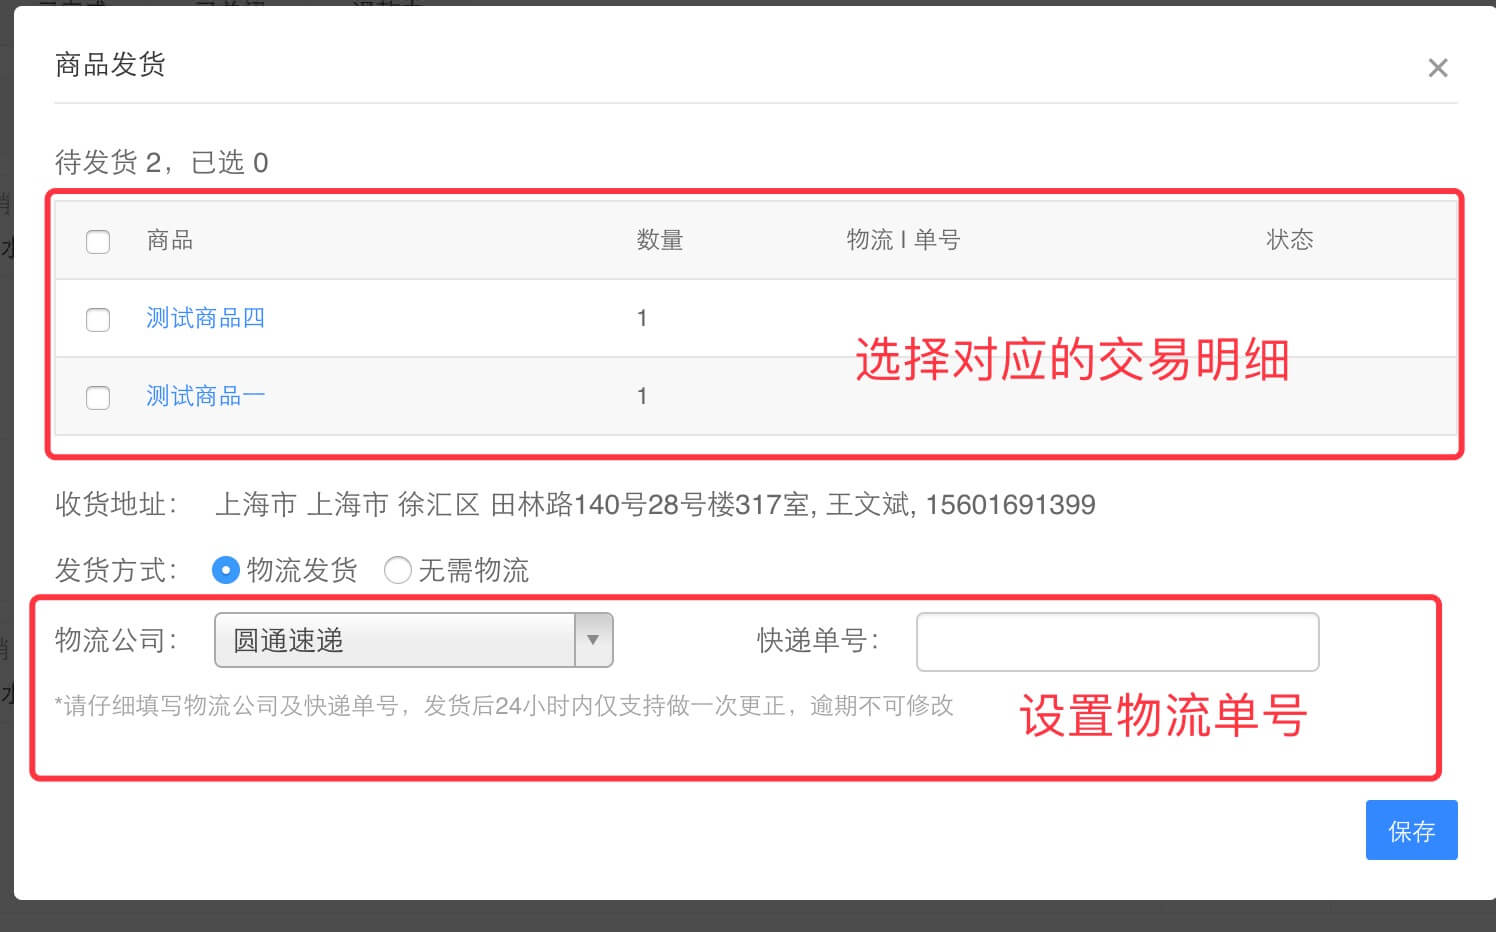 商品发货
×
待发货 2，已选 0
商品 数量 物流 | 单号 状态
测试商品四 1
选择对应的交易明细
测试商品一 1
收货地址： 上海市 上海市 徐汇区 田林路140号28号楼317室, 王文斌, 15601691399
发货方式： 物流发货 无需物流
物流公司： 圆通速递 快递单号：
*请仔细填写物流公司及快递单号，发货后24小时内仅支持做一次更正，逾期不可修改
设置物流单号
保存